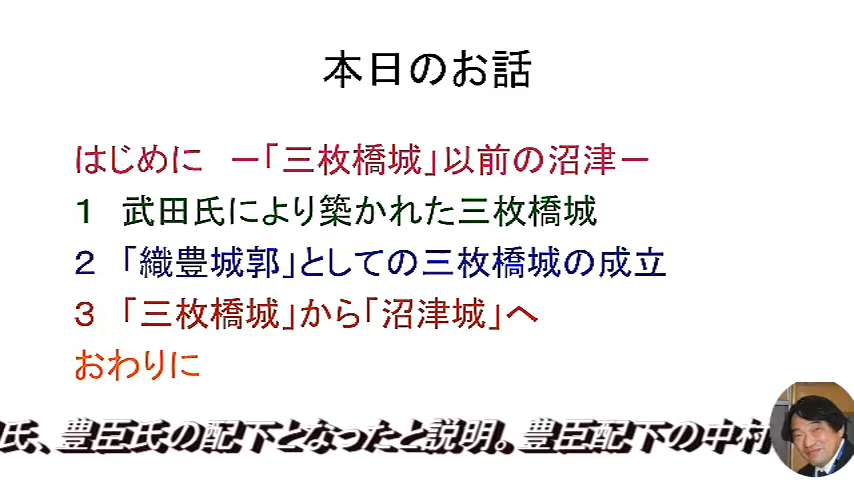 本日のお話
はじめに　－「三枚橋城」以前の沼津－
１　武田氏により築かれた三枚橋城
２　「織豊城郭」としての三枚橋城の成立
３　「三枚橋城」から「沼津城」へ
おわりに
氏、豊臣氏の配下となったと説明。豊臣配下の中村